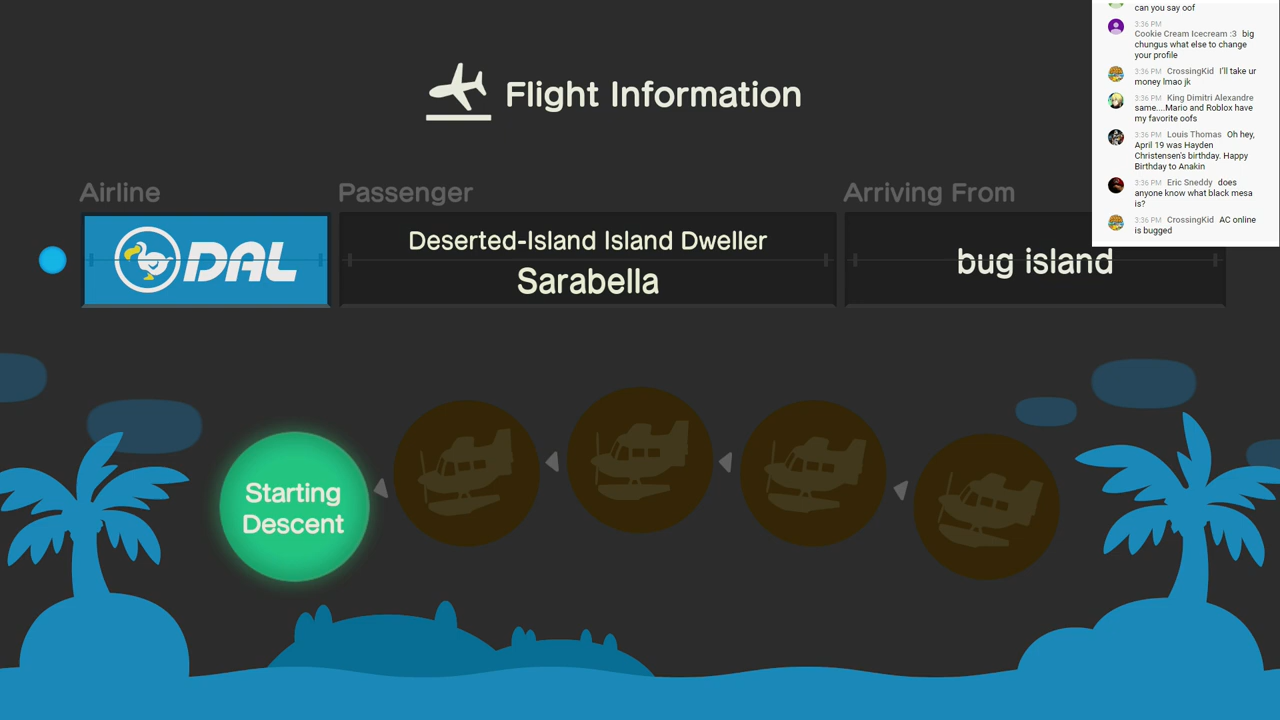 Flight Information
Airline
Passenger
Arriving From
DAL
Deserted-Island Island Dweller
Sarabella
bug island
Starting
Descent
can you say oof
3:36 PM
Cookie Cream Icecream :3 big
chungus what else to change
your profile
3:36 PM CrossingKid I'll take ur
money lmao jk
3:36 PM King Dimitri Alexandre
same....Mario and Roblox have
my favorite oofs
3:36 PM Louis Thomas Oh hey,
April 19 was Hayden
Christensen's birthday. Happy
Birthday to Anakin
3:36 PM Eric Sneddy does
anyone know what black mesa
is?
3:36 PM CrossingKid AC online
is bugged